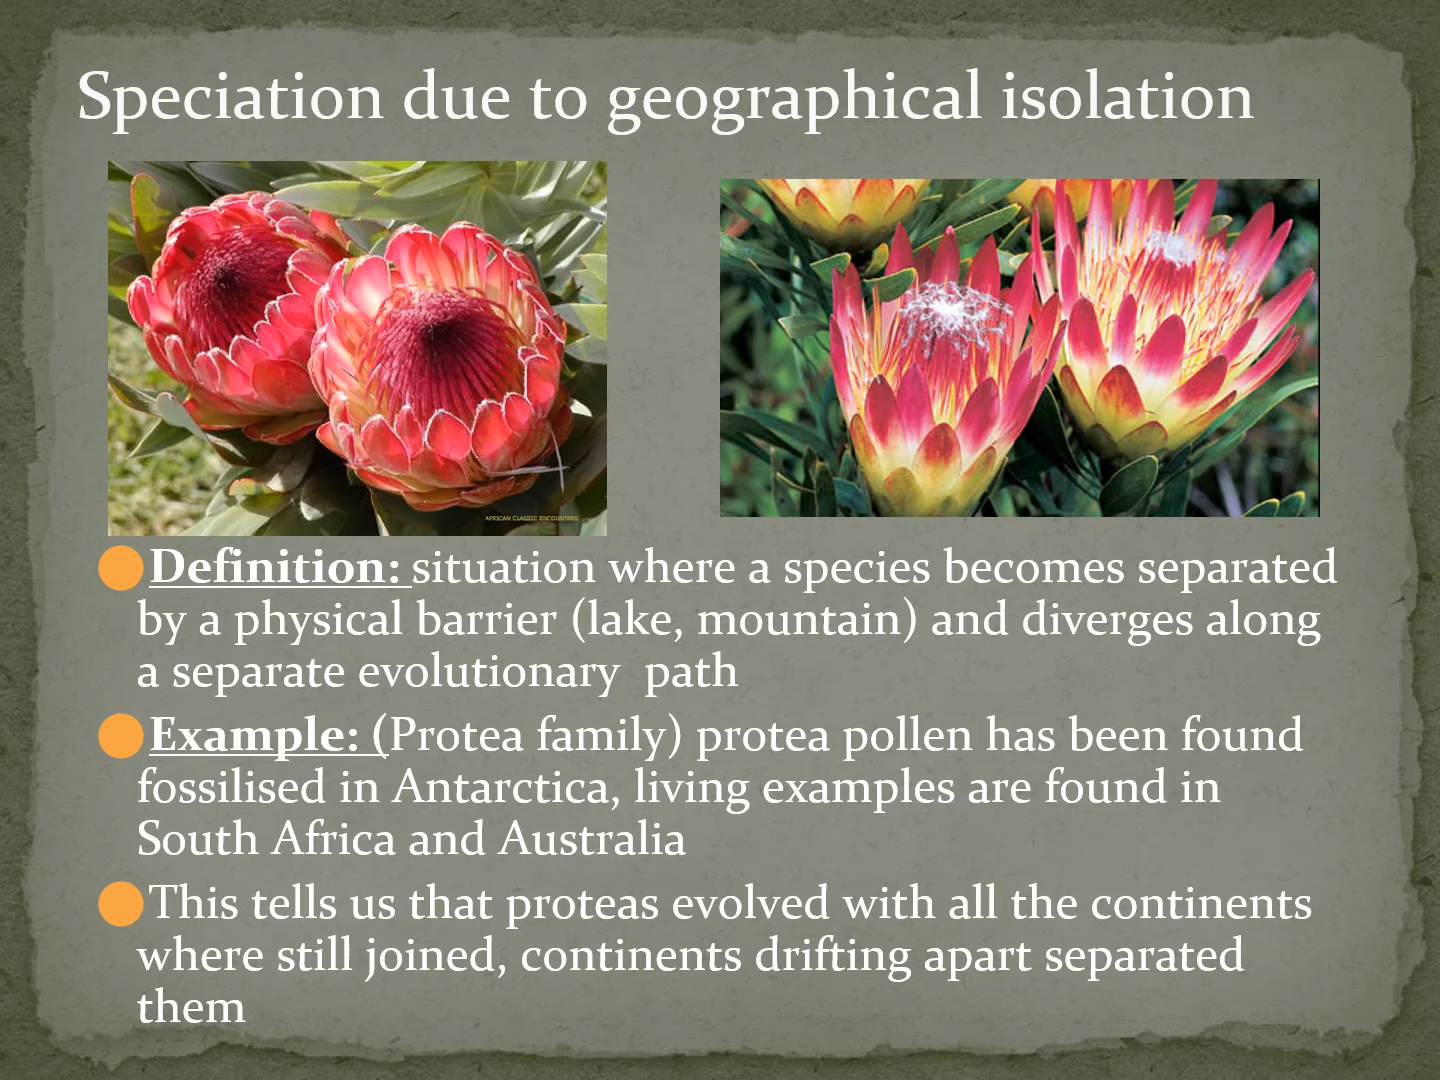 Speciation due to geographical isolation
AFRICAN CLASSIC ENCOUNTERS
Definition: situation where a species becomes separated
by a physical barrier (lake, mountain) and diverges along
a separate evolutionary  path
Example: (Protea family) protea pollen has been found
fossilised in Antarctica, living examples are found in
South Africa and Australia
This tells us that proteas evolved with all the continents
where still joined, continents drifting apart separated
them